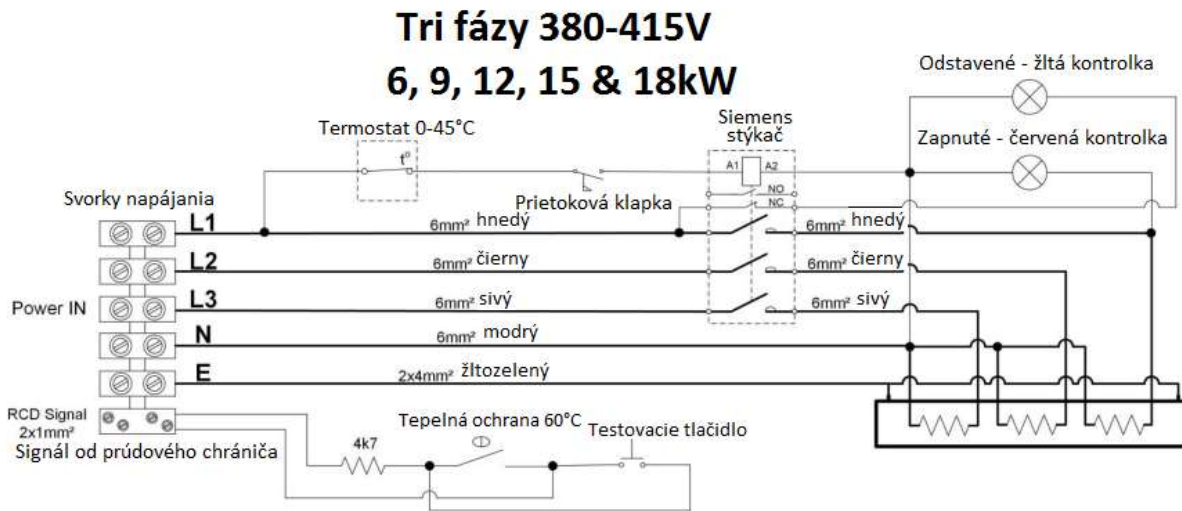 Tri fázy 380-415V
6, 9, 12, 15 & 18kW
Odstavené - žltá kontrolka
Zapnuté - červená kontrolka
Siemens
stýkač
Termostat 0-45°C
t°
A1
A2
NO
NC
Prietoková klapka
Svorky napájania
L1
6mm² hnedý
6mm² hnedý
L2
6mm² čierny
6mm² čierny
Power IN
L3
6mm² sivý
6mm² sivý
N
6mm² modrý
E
2x4mm² žltozelený
RCD Signal
2x1mm²
Signál od prúdového chrániča
4k7
Tepelná ochrana 60°C
Testovacie tlačidlo